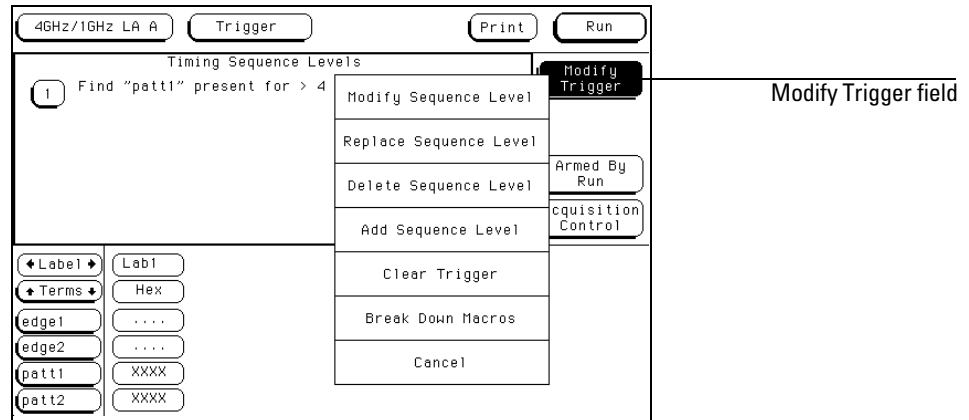 4GHz/1GHz LA A
Trigger
Print
Run
Timing Sequence Levels
1
Find "patt1" present for > 4
Modify
Trigger
Modify Trigger field
Modify Sequence Level
Replace Sequence Level
Delete Sequence Level
Add Sequence Level
Clear Trigger
Break Down Macros
Cancel
Armed By
Run
cquisition
Control
Label
Lab1
Terms
Hex
edge1
....
edge2
....
patt1
XXXX
patt2
XXXX